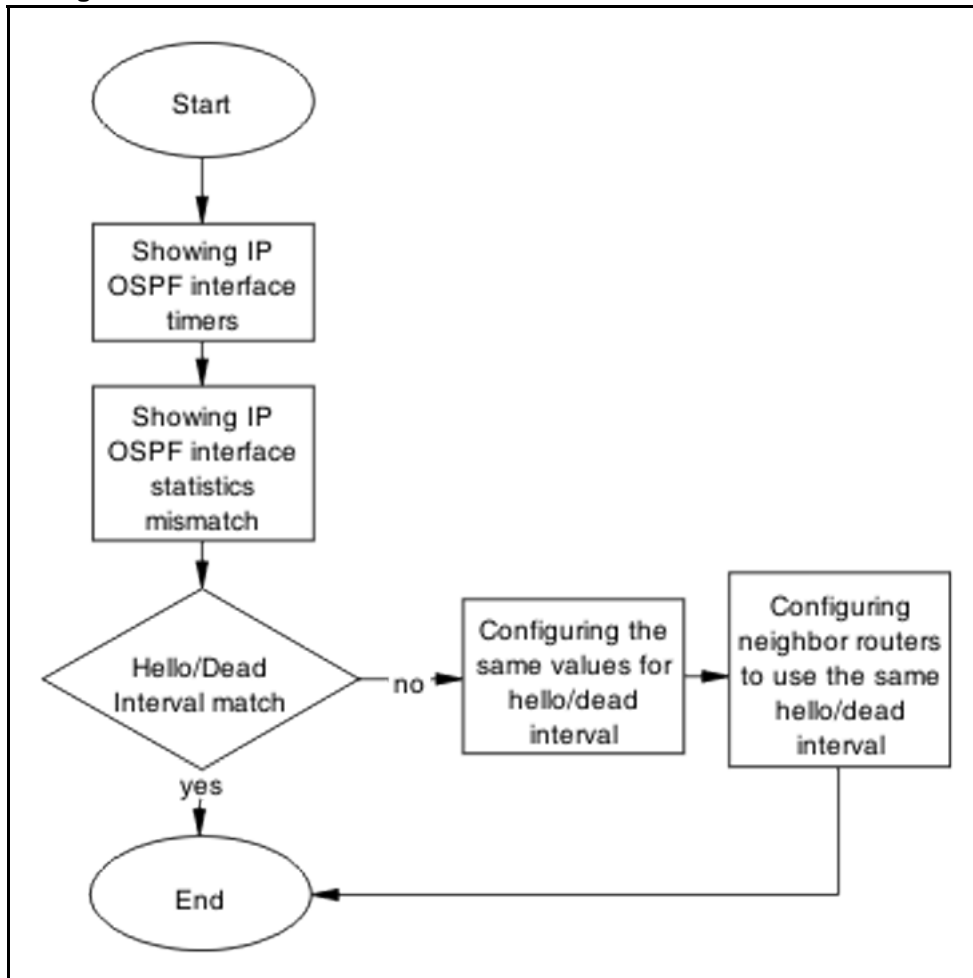 Start
Showing IP
OSPF interface
timers
Showing IP
OSPF interface
statistics
mismatch
Hello/Dead
Interval match
no
Configuring the
same values for
hello/dead
interval
Configuring
neighbor routers
to use the same
hello/dead
interval
yes
End